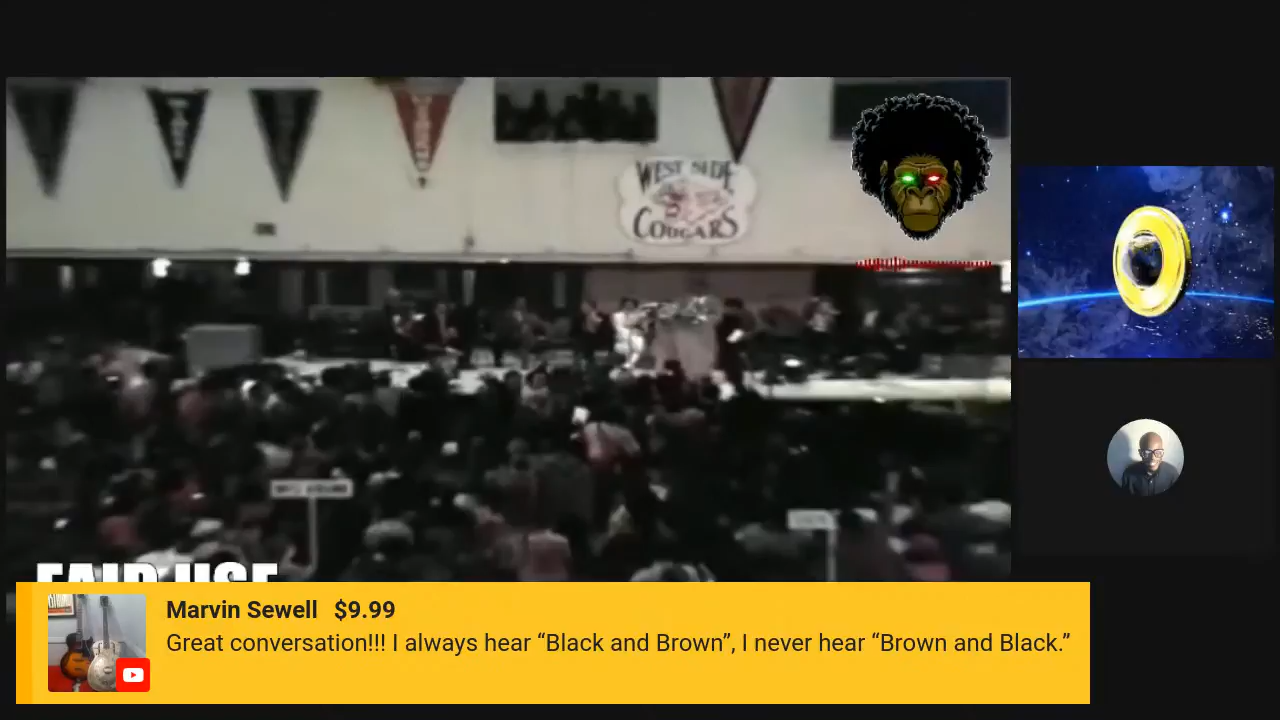 WEST SIDE
COUGARS
FAIR USE
Marvin Sewell $9.99
Great conversation!!! I always hear “Black and Brown”, I never hear “Brown and Black.”